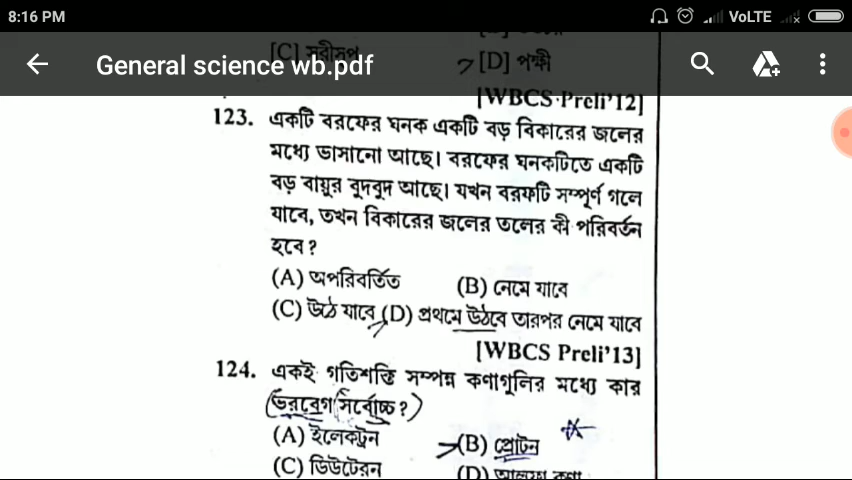 8:16 PM VoLTE
General science wb.pdf
[C] সরীসৃপ [D] পক্ষী
[WBCS Preli'12]
123. একটি বরফের ঘনক একটি বড় বিকারের জলের
মধ্যে ভাসানো আছে। বরফের ঘনকটিতে একটি
বড় বায়ুর বুদবুদ আছে। যখন বরফটি সম্পূর্ণ গলে
যাবে, তখন বিকারের জলের তলের কী পরিবর্তন
হবে?
(A) অপরিবর্তিত (B) নেমে যাবে
(C) উঠে যাবে (D) প্রথমে উঠবে তারপর নেমে যাবে
[WBCS Preli'13]
124. একই গতিশক্তি সম্পন্ন কণাগুলির মধ্যে কার
ভরবেগ সর্বোচ্চ?
(A) ইলেকট্রন (B) প্রোটন
(C) ডিউটেরন (D) আলফা কণা